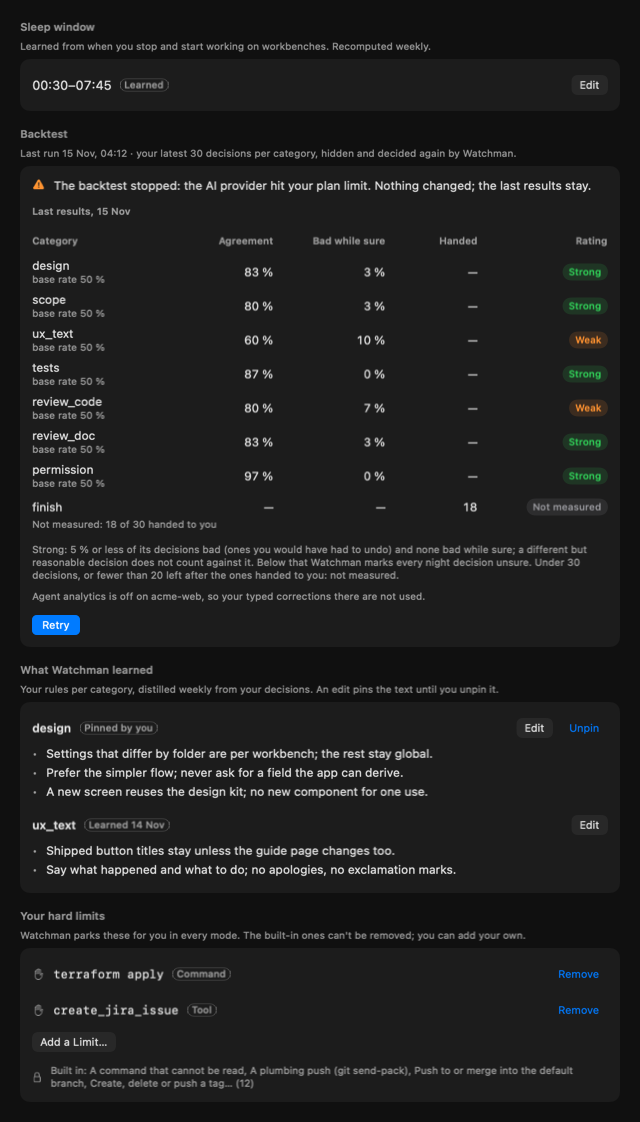 Sleep window
Learned from when you stop and start working on workbenches. Recomputed weekly.
00:30–07:45 Learned Edit
Backtest
Last run 15 Nov, 04:12 · your latest 30 decisions per category, hidden and decided again by Watchman.
The backtest stopped: the AI provider hit your plan limit. Nothing changed; the last results stay.
Last results, 15 Nov
Category Agreement Bad while sure Handed Rating
design 83 % 3 % — Strong
base rate 50 %
scope 80 % 3 % — Strong
base rate 50 %
ux_text 60 % 10 % — Weak
base rate 50 %
tests 87 % 0 % — Strong
base rate 50 %
review_code 80 % 7 % — Weak
base rate 50 %
review_doc 83 % 3 % — Strong
base rate 50 %
permission 97 % 0 % — Strong
base rate 50 %
finish — — 18 Not measured
Not measured: 18 of 30 handed to you
Strong: 5 % or less of its decisions bad (ones you would have had to undo) and none bad while sure; a different but
reasonable decision does not count against it. Below that Watchman marks every night decision unsure. Under 30
decisions, or fewer than 20 left after the ones handed to you: not measured.
Agent analytics is off on acme-web, so your typed corrections there are not used.
Retry
What Watchman learned
Your rules per category, distilled weekly from your decisions. An edit pins the text until you unpin it.
design Pinned by you Edit Unpin
• Settings that differ by folder are per workbench; the rest stay global.
• Prefer the simpler flow; never ask for a field the app can derive.
• A new screen reuses the design kit; no new component for one use.
ux_text Learned 14 Nov Edit
• Shipped button titles stay unless the guide page changes too.
• Say what happened and what to do; no apologies, no exclamation marks.
Your hard limits
Watchman parks these for you in every mode. The built-in ones can't be removed; you can add your own.
terraform apply Command Remove
create_jira_issue Tool Remove
Add a Limit...
Built in: A command that cannot be read, A plumbing push (git send-pack), Push to or merge into the default
branch, Create, delete or push a tag... (12)